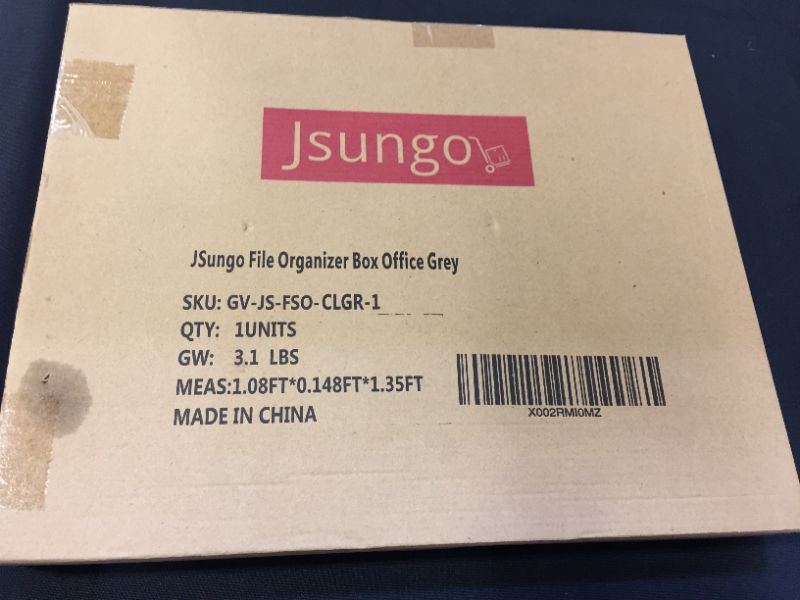 Jsungo
JSungo File Organizer Box Office Grey
SKU: GV-JS-FSO-CLGR-1
QTY: 1UNITS
GW: 3.1 LBS
MEAS:1.08FT*0.148FT*1.35FT
MADE IN CHINA
X002RMI0MZ